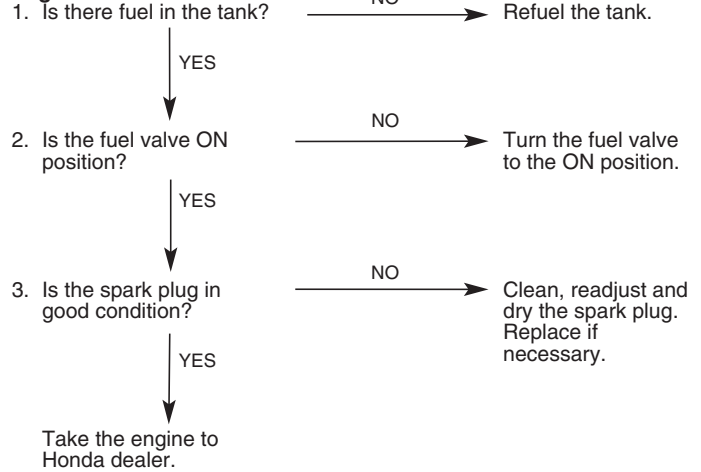 1. Is there fuel in the tank?
NO
Refuel the tank.
YES
2. Is the fuel valve ON
position?
NO
Turn the fuel valve
to the ON position.
YES
3. Is the spark plug in
good condition?
NO
Clean, readjust and
dry the spark plug.
Replace if
necessary.
YES
Take the engine to
Honda dealer.